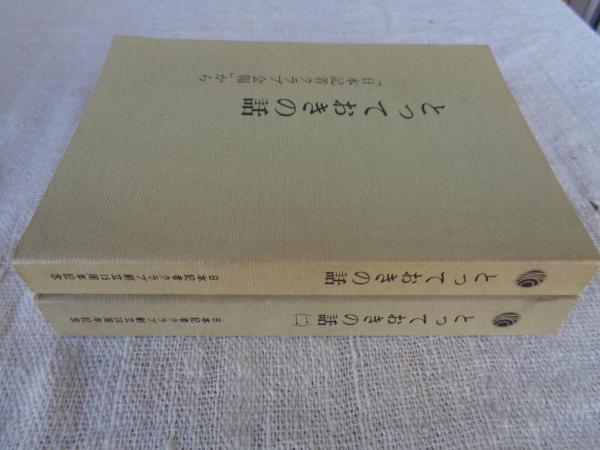 とっておきの話
「日本記者クラブ会報」から
とっておきの話
日本記者クラブ創立15周年記念
とっておきの話(二)
日本記者クラブ創立20周年記念